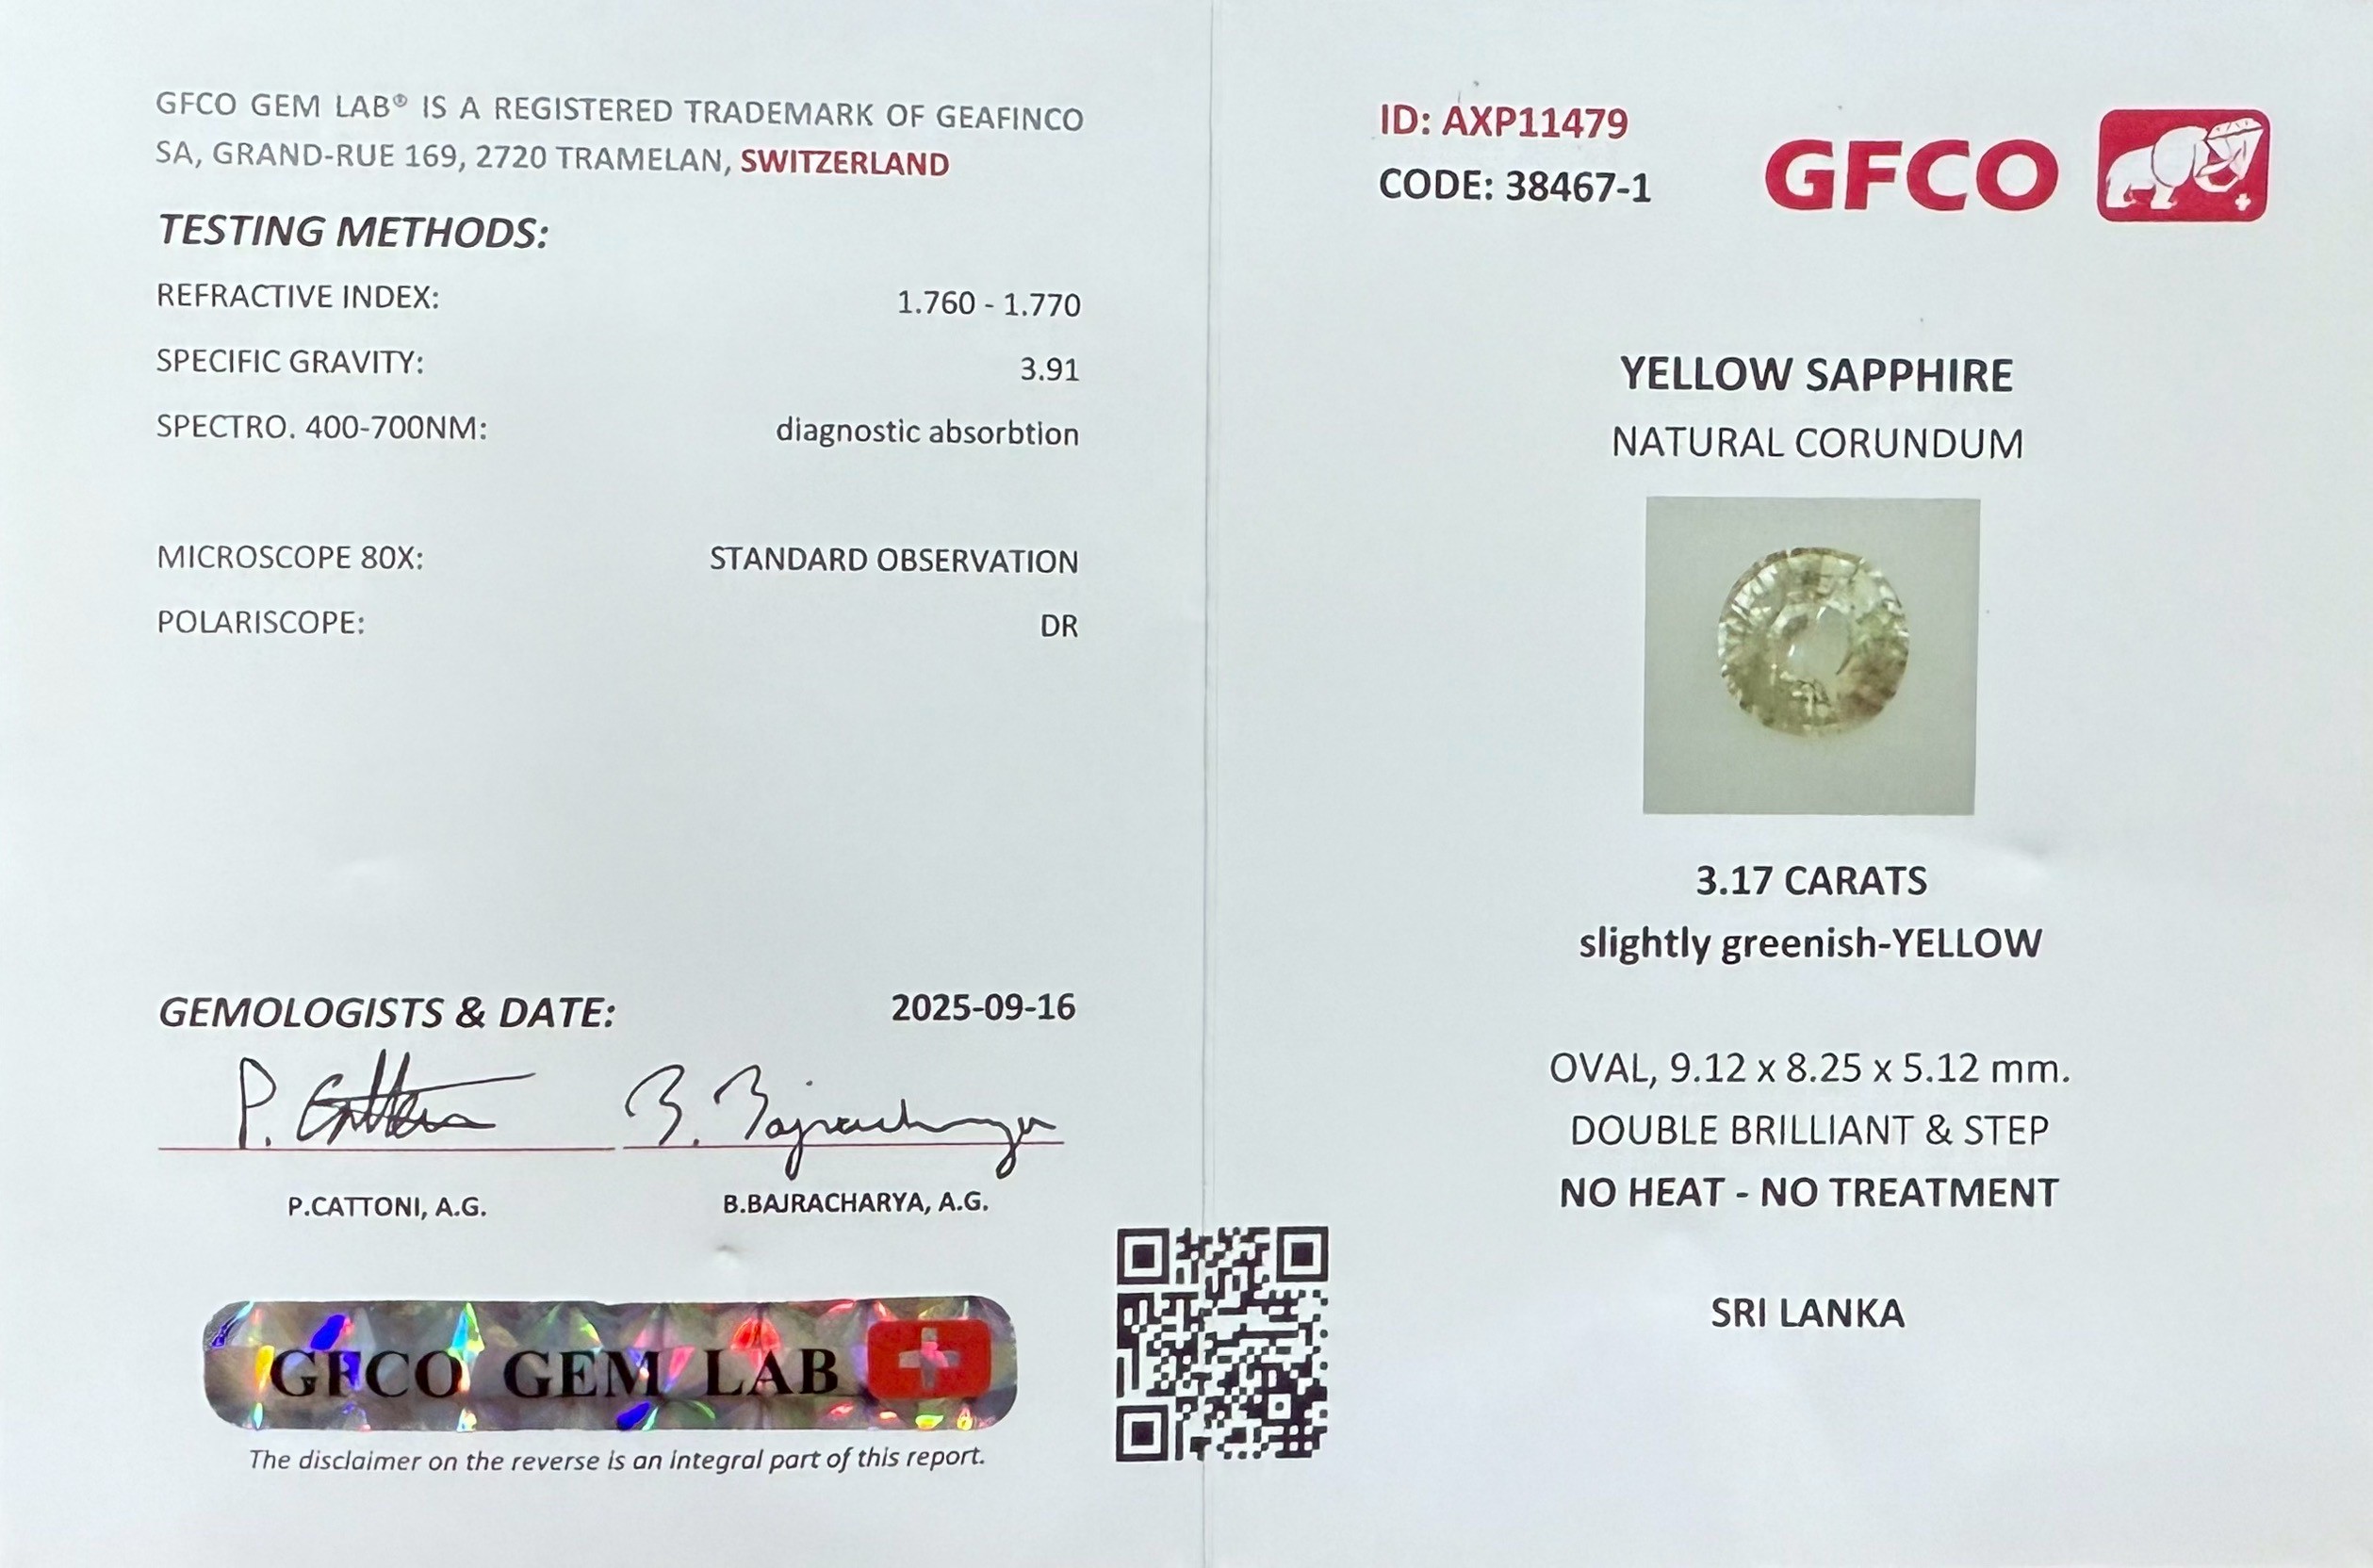 GFCO GEM LAB® IS A REGISTERED TRADEMARK OF GEAFINCO
SA, GRAND-RUE 169, 2720 TRAMELAN, SWITZERLAND
TESTING METHODS:
REFRACTIVE INDEX: 1.760 - 1.770
SPECIFIC GRAVITY: 3.91
SPECTRO. 400-700NM: diagnostic absorbtion
MICROSCOPE 80X: STANDARD OBSERVATION
POLARISCOPE: DR
GEMOLOGISTS & DATE: 2025-09-16
P. Cattoni B. Bajracharya
P.CATTONI, A.G. B.BAJRACHARYA, A.G.
GFCO GEM LAB
The disclaimer on the reverse is an integral part of this report.
ID: AXP11479
CODE: 38467-1
GFCO
YELLOW SAPPHIRE
NATURAL CORUNDUM
3.17 CARATS
slightly greenish-YELLOW
OVAL, 9.12 x 8.25 x 5.12 mm.
DOUBLE BRILLIANT & STEP
NO HEAT - NO TREATMENT
SRI LANKA